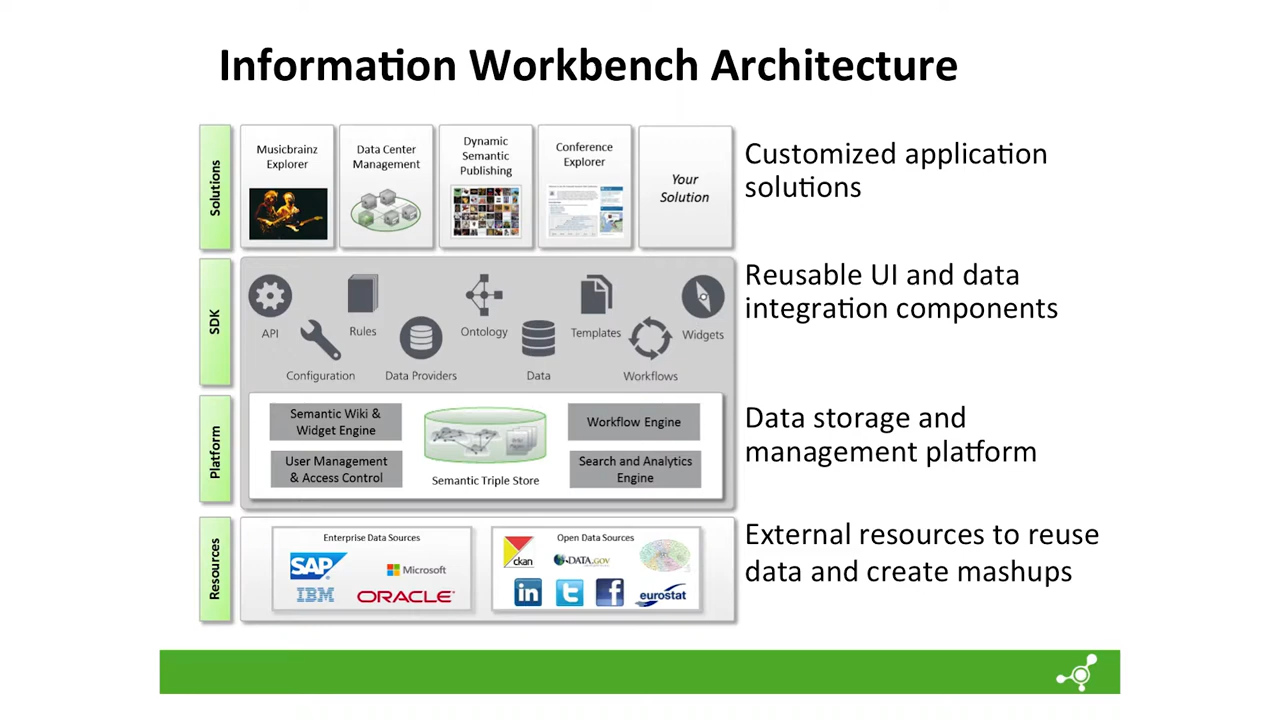 Information Workbench Architecture
Solutions
Musicbrainz
Explorer
Data Center
Management
Dynamic
Semantic
Publishing
Conference
Explorer
Your
Solution
Customized application
solutions
SDK
API
Rules
Ontology
Templates
Widgets
Configuration
Data Providers
Data
Workflows
Reusable UI and data
integration components
Platform
Semantic Wiki &
Widget Engine
User Management
& Access Control
Semantic Triple Store
Workflow Engine
Search and Analytics
Engine
Data storage and
management platform
Resources
Enterprise Data Sources
SAP
Microsoft
IBM
ORACLE
Open Data Sources
ckan
DATA.GOV
in
f
eurostat
External resources to reuse
data and create mashups